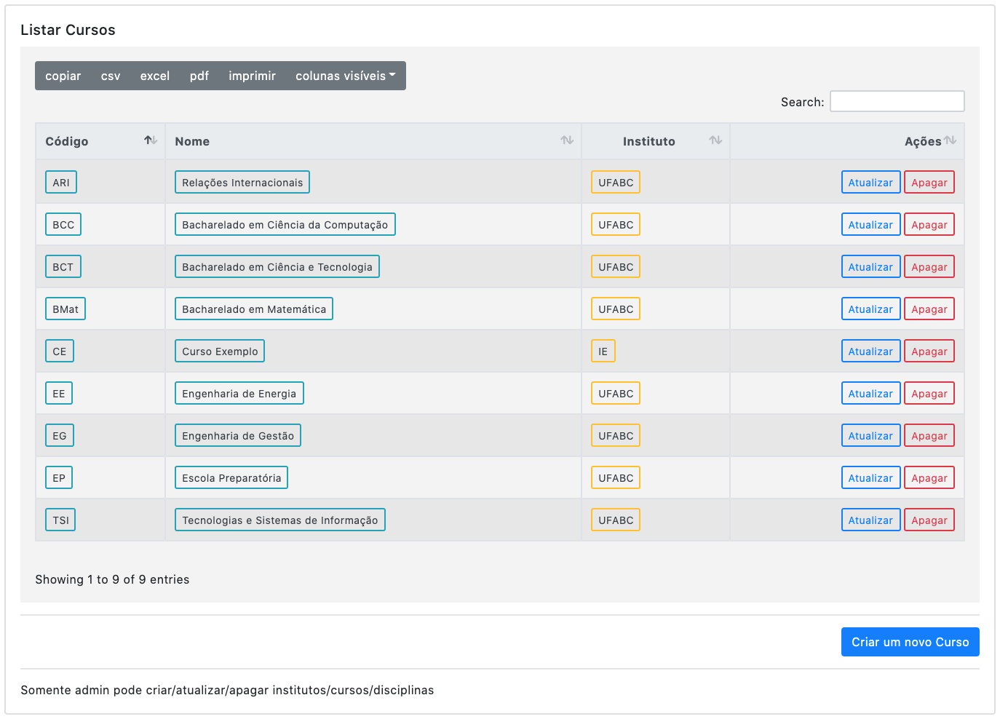 Listar Cursos
copiar csv excel pdf imprimir colunas visíveis
Search:
Código Nome Instituto Ações
ARI Relações Internacionais UFABC Atualizar Apagar
BCC Bacharelado em Ciência da Computação UFABC Atualizar Apagar
BCT Bacharelado em Ciência e Tecnologia UFABC Atualizar Apagar
BMat Bacharelado em Matemática UFABC Atualizar Apagar
CE Curso Exemplo IE Atualizar Apagar
EE Engenharia de Energia UFABC Atualizar Apagar
EG Engenharia de Gestão UFABC Atualizar Apagar
EP Escola Preparatória UFABC Atualizar Apagar
TSI Tecnologias e Sistemas de Informação UFABC Atualizar Apagar
Showing 1 to 9 of 9 entries
Criar um novo Curso
Somente admin pode criar/atualizar/apagar institutos/cursos/disciplinas